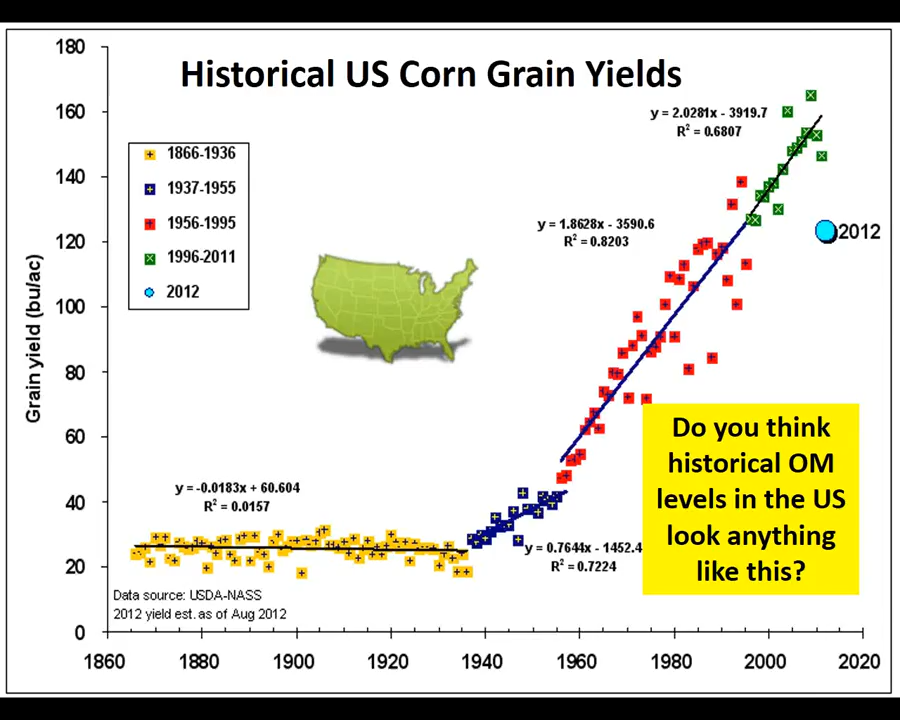 Historical US Corn Grain Yields
180
160
140
120
100
80
60
40
20
0
Grain yield (bu/ac)
1866-1936
1937-1955
1956-1995
1996-2011
2012
y = 2.0281x - 3919.7
R² = 0.6807
y = 1.8628x - 3590.6
R² = 0.8203
2012
y = -0.0183x + 60.604
R² = 0.0157
y = 0.7644x - 1452.4
R² = 0.7224
Do you think
historical OM
levels in the US
look anything
like this?
Data source: USDA-NASS
2012 yield est. as of Aug 2012
1860 1880 1900 1920 1940 1960 1980 2000 2020